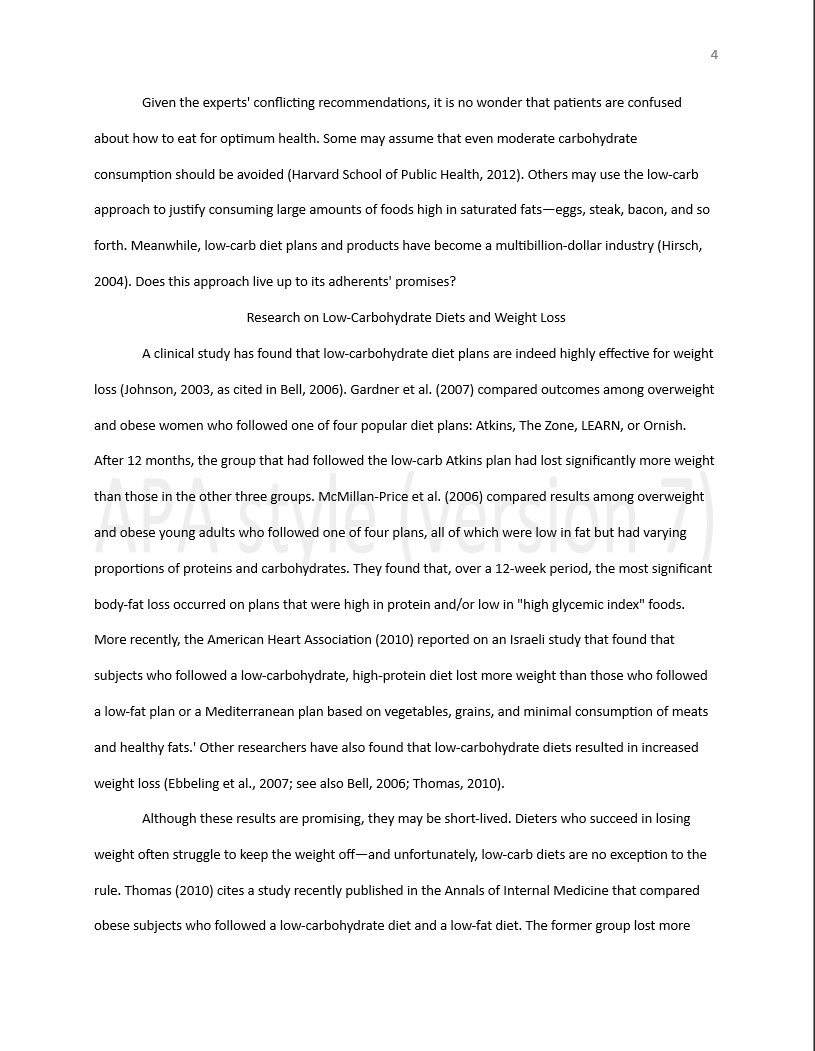 4
Given the experts' conflicting recommendations, it is no wonder that patients are confused
about how to eat for optimum health. Some may assume that even moderate carbohydrate
consumption should be avoided (Harvard School of Public Health, 2012). Others may use the low-carb
approach to justify consuming large amounts of foods high in saturated fats—eggs, steak, bacon, and so
forth. Meanwhile, low-carb diet plans and products have become a multibillion-dollar industry (Hirsch,
2004). Does this approach live up to its adherents' promises?
Research on Low-Carbohydrate Diets and Weight Loss
A clinical study has found that low-carbohydrate diet plans are indeed highly effective for weight
loss (Johnson, 2003, as cited in Bell, 2006). Gardner et al. (2007) compared outcomes among overweight
and obese women who followed one of four popular diet plans: Atkins, The Zone, LEARN, or Ornish.
After 12 months, the group that had followed the low-carb Atkins plan had lost significantly more weight
than those in the other three groups. McMillan-Price et al. (2006) compared results among overweight
APA style (version 7)
and obese young adults who followed one of four plans, all of which were low in fat but had varying
proportions of proteins and carbohydrates. They found that, over a 12-week period, the most significant
body-fat loss occurred on plans that were high in protein and/or low in "high glycemic index" foods.
More recently, the American Heart Association (2010) reported on an Israeli study that found that
subjects who followed a low-carbohydrate, high-protein diet lost more weight than those who followed
a low-fat plan or a Mediterranean plan based on vegetables, grains, and minimal consumption of meats
and healthy fats.' Other researchers have also found that low-carbohydrate diets resulted in increased
weight loss (Ebbeling et al., 2007; see also Bell, 2006; Thomas, 2010).
Although these results are promising, they may be short-lived. Dieters who succeed in losing
weight often struggle to keep the weight off—and unfortunately, low-carb diets are no exception to the
rule. Thomas (2010) cites a study recently published in the Annals of Internal Medicine that compared
obese subjects who followed a low-carbohydrate diet and a low-fat diet. The former group lost more